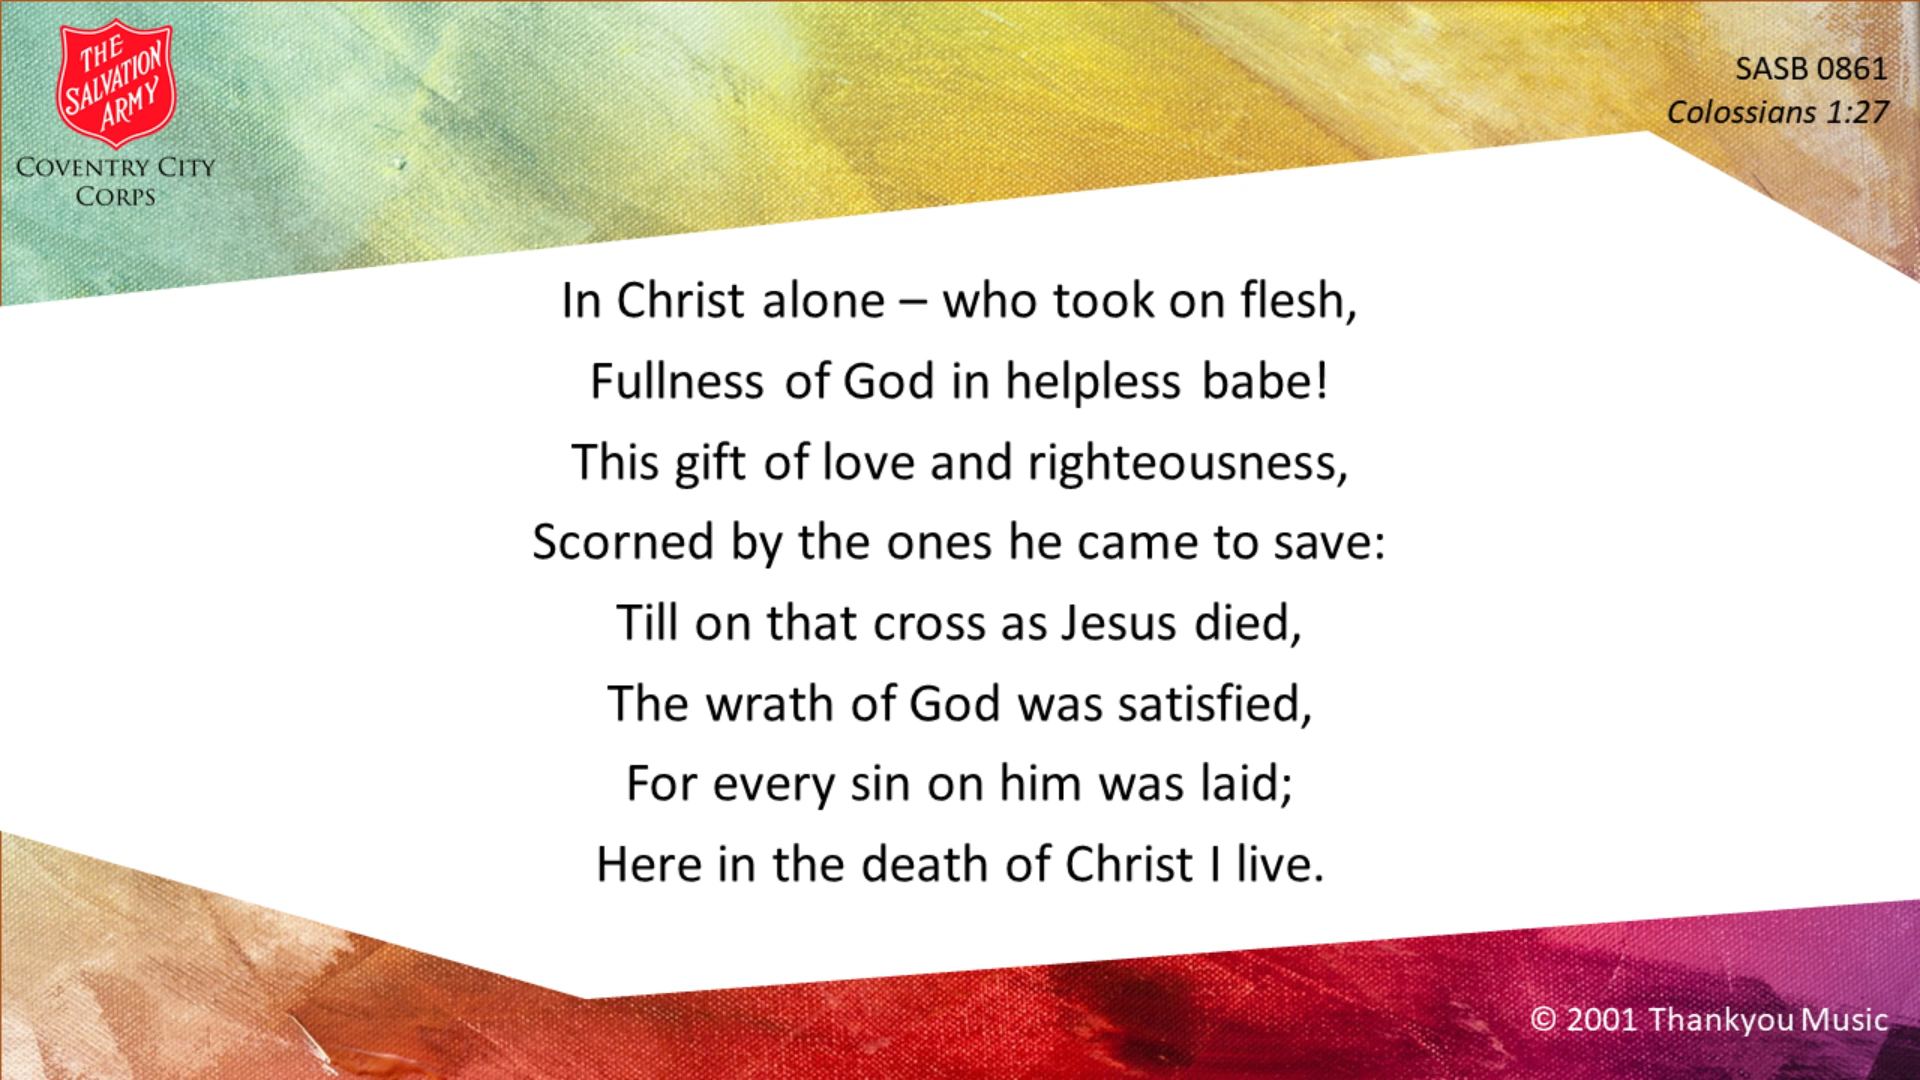 THE
SALVATION
ARMY
COVENTRY CITY
CORPS
SASB 0861
Colossians 1:27
In Christ alone – who took on flesh,
Fullness of God in helpless babe!
This gift of love and righteousness,
Scorned by the ones he came to save:
Till on that cross as Jesus died,
The wrath of God was satisfied,
For every sin on him was laid;
Here in the death of Christ I live.
© 2001 Thankyou Music